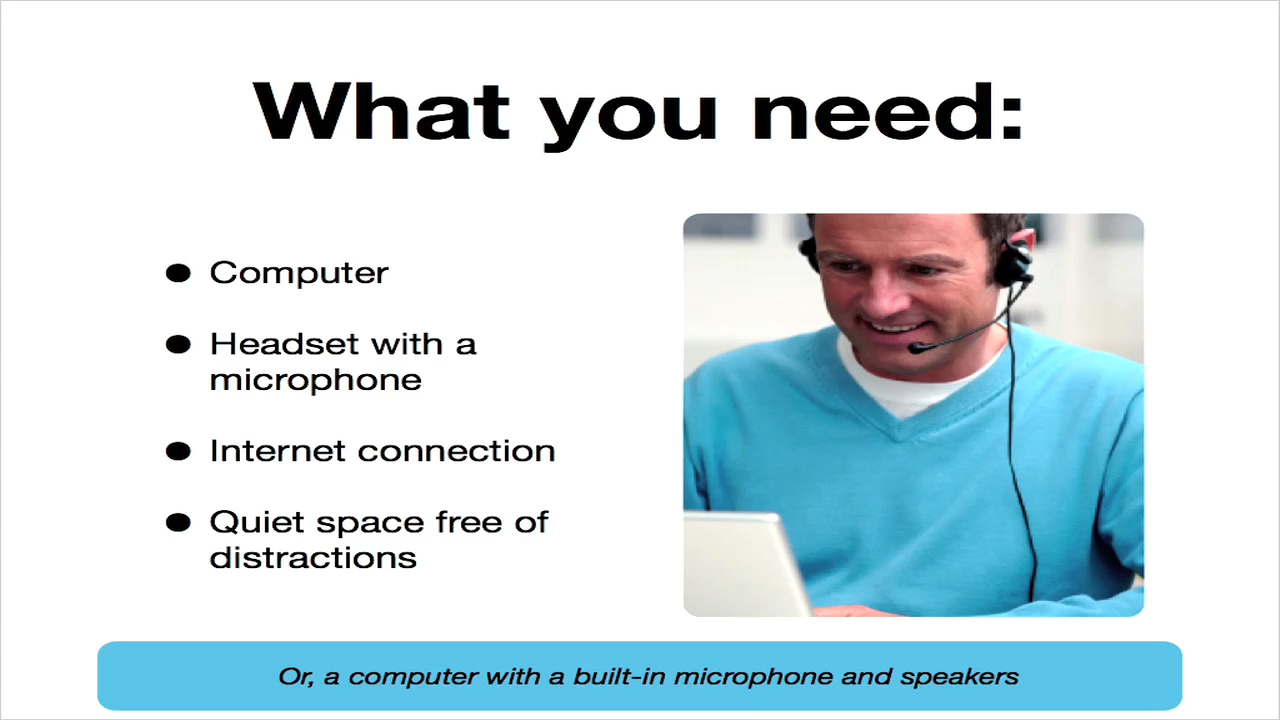 What you need:
Computer
Headset with a
microphone
Internet connection
Quiet space free of
distractions
Or, a computer with a built-in microphone and speakers